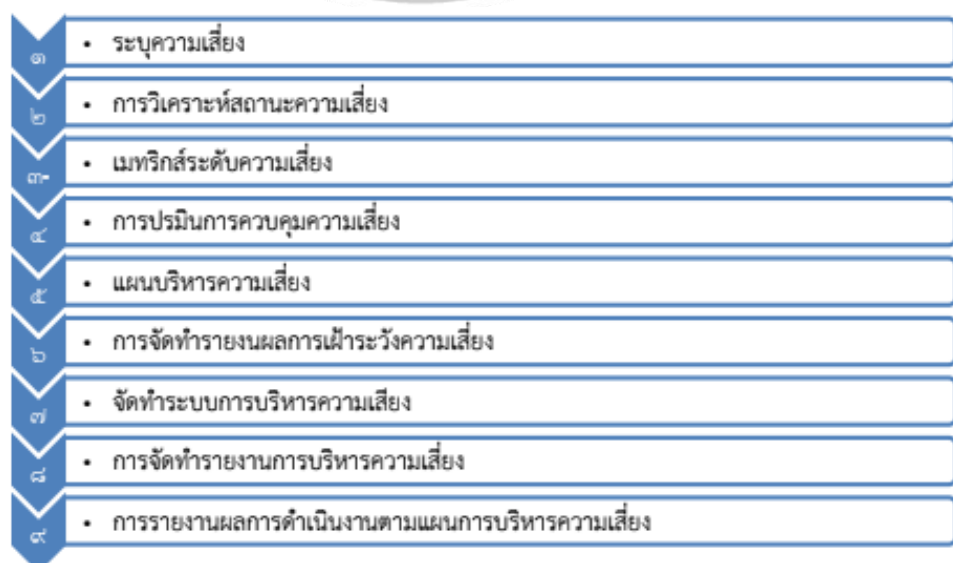 ๑
• ระบุความเสี่ยง
๒
• การวิเคราะห์สถานะความเสี่ยง
๓-
• เมทริกส์ระดับความเสี่ยง
๔
• การปรมินการควบคุมความเสี่ยง
๕
• แผนบริหารความเสี่ยง
๖
• การจัดทำรายงนผลการเฝ้าระวังความเสี่ยง
๗
• จัดทำระบบการบริหารความเสียง
๘
• การจัดทำรายงานการบริหารความเสี่ยง
๙
• การรายงานผลการดำเนินงานตามแผนการบริหารความเสี่ยง